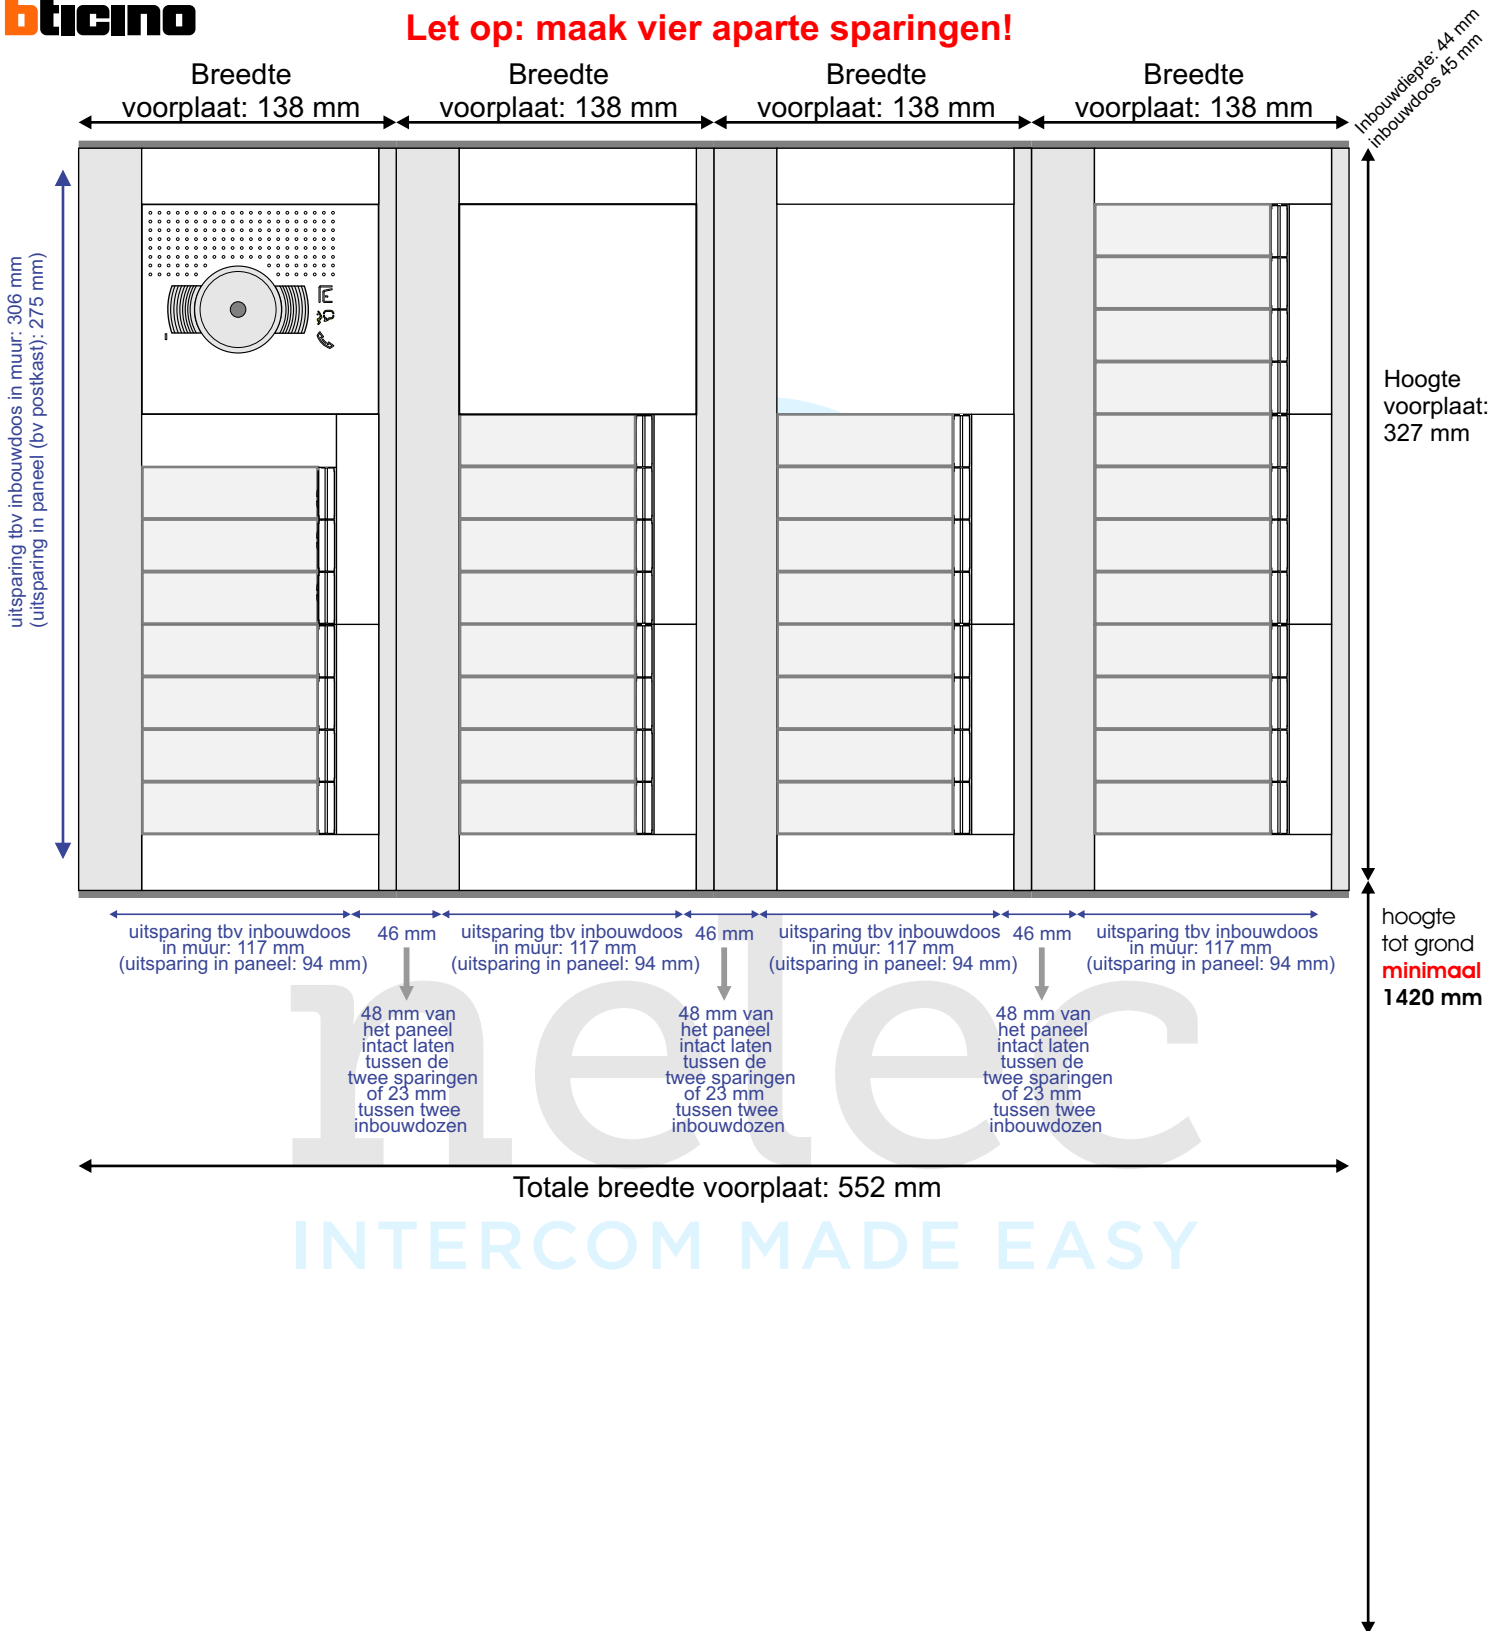 bticino
Let op: maak vier aparte sparingen!
Inbouwdiepte: 44 mm
inbouwdoos 45 mm
Breedte
voorplaat: 138 mm
Breedte
voorplaat: 138 mm
Breedte
voorplaat: 138 mm
Breedte
voorplaat: 138 mm
uitsparing tbv inbouwdoos in muur: 306 mm
(uitsparing in paneel (bv postkast): 275 mm)
Hoogte
voorplaat:
327 mm
uitsparing tbv inbouwdoos
in muur: 117 mm
(uitsparing in paneel: 94 mm)
46 mm
uitsparing tbv inbouwdoos
in muur: 117 mm
(uitsparing in paneel: 94 mm)
46 mm
uitsparing tbv inbouwdoos
in muur: 117 mm
(uitsparing in paneel: 94 mm)
46 mm
uitsparing tbv inbouwdoos
in muur: 117 mm
(uitsparing in paneel: 94 mm)
hoogte
tot grond
minimaal
1420 mm
48 mm van
het paneel
intact laten
tussen de
twee sparingen
of 23 mm
tussen twee
inbouwdozen
48 mm van
het paneel
intact laten
tussen de
twee sparingen
of 23 mm
tussen twee
inbouwdozen
48 mm van
het paneel
intact laten
tussen de
twee sparingen
of 23 mm
tussen twee
inbouwdozen
nelec
Totale breedte voorplaat: 552 mm
INTERCOM MADE EASY